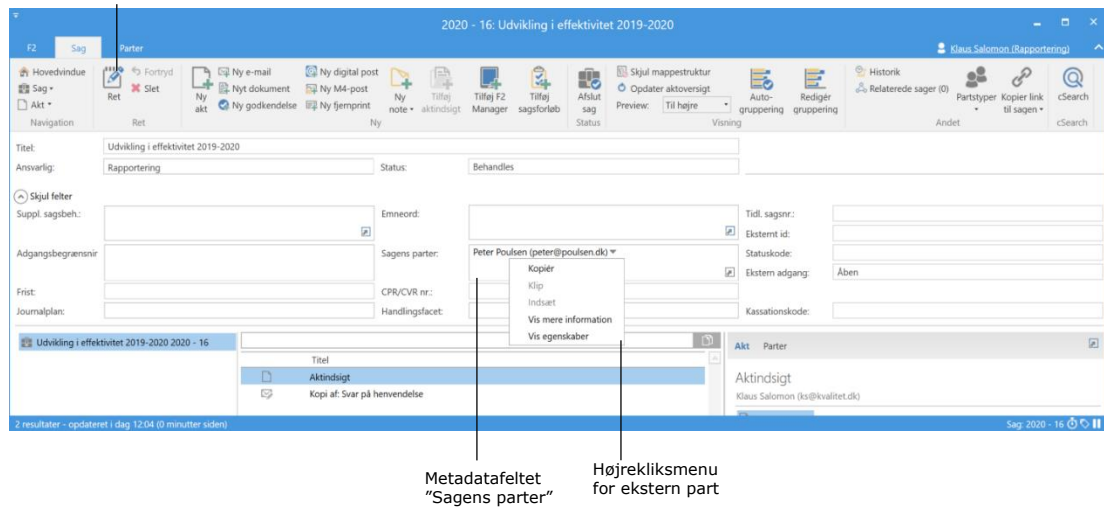 2020 - 16: Udvikling i effektivitet 2019-2020
F2 Sag Parter Klaus Salomon (Rapportering)
Hovedvindue
Sag
Akt
Navigation
Ret
Fortryd
Slet
Ret
Ny akt
Ny e-mail
Nyt dokument
Ny godkendelse
Ny digital post
Ny M4-post
Ny fjernprint
Ny note
Tilføj aktindsigt
Tilføj F2 Manager
Tilføj sagsforløb
Ny
Afslut sag
Status
Skjul mappestruktur
Opdater aktoversigt
Preview: Til højre
Auto-gruppering
Redigér gruppering
Visning
Historik
Relaterede sager (0)
Partstyper
Kopier link til sagen
Andet
cSearch
cSearch
Titel: Udvikling i effektivitet 2019-2020
Ansvarlig: Rapportering Status: Behandles
Skjul felter
Suppl. sagsbeh.: Emneord: Tidl. sagsnr.:
Eksternt id:
Adgangsbegrænsnir Sagens parter: Peter Poulsen (peter@poulsen.dk) Statuskode:
Ekstern adgang: Åben
Frist: CPR/CVR nr.:
Journalplan: Handlingsfacet: Kassationskode:
Kopiér
Klip
Indsæt
Vis mere information
Vis egenskaber
Udvikling i effektivitet 2019-2020 2020 - 16
Titel
Aktindsigt
Kopi af: Svar på henvendelse
Akt Parter
Aktindsigt
Klaus Salomon (ks@kvalitet.dk)
2 resultater - opdateret i dag 12:04 (0 minutter siden) Sag: 2020 - 16
Metadatafeltet
”Sagens parter”
Højrekliksmenu
for ekstern part